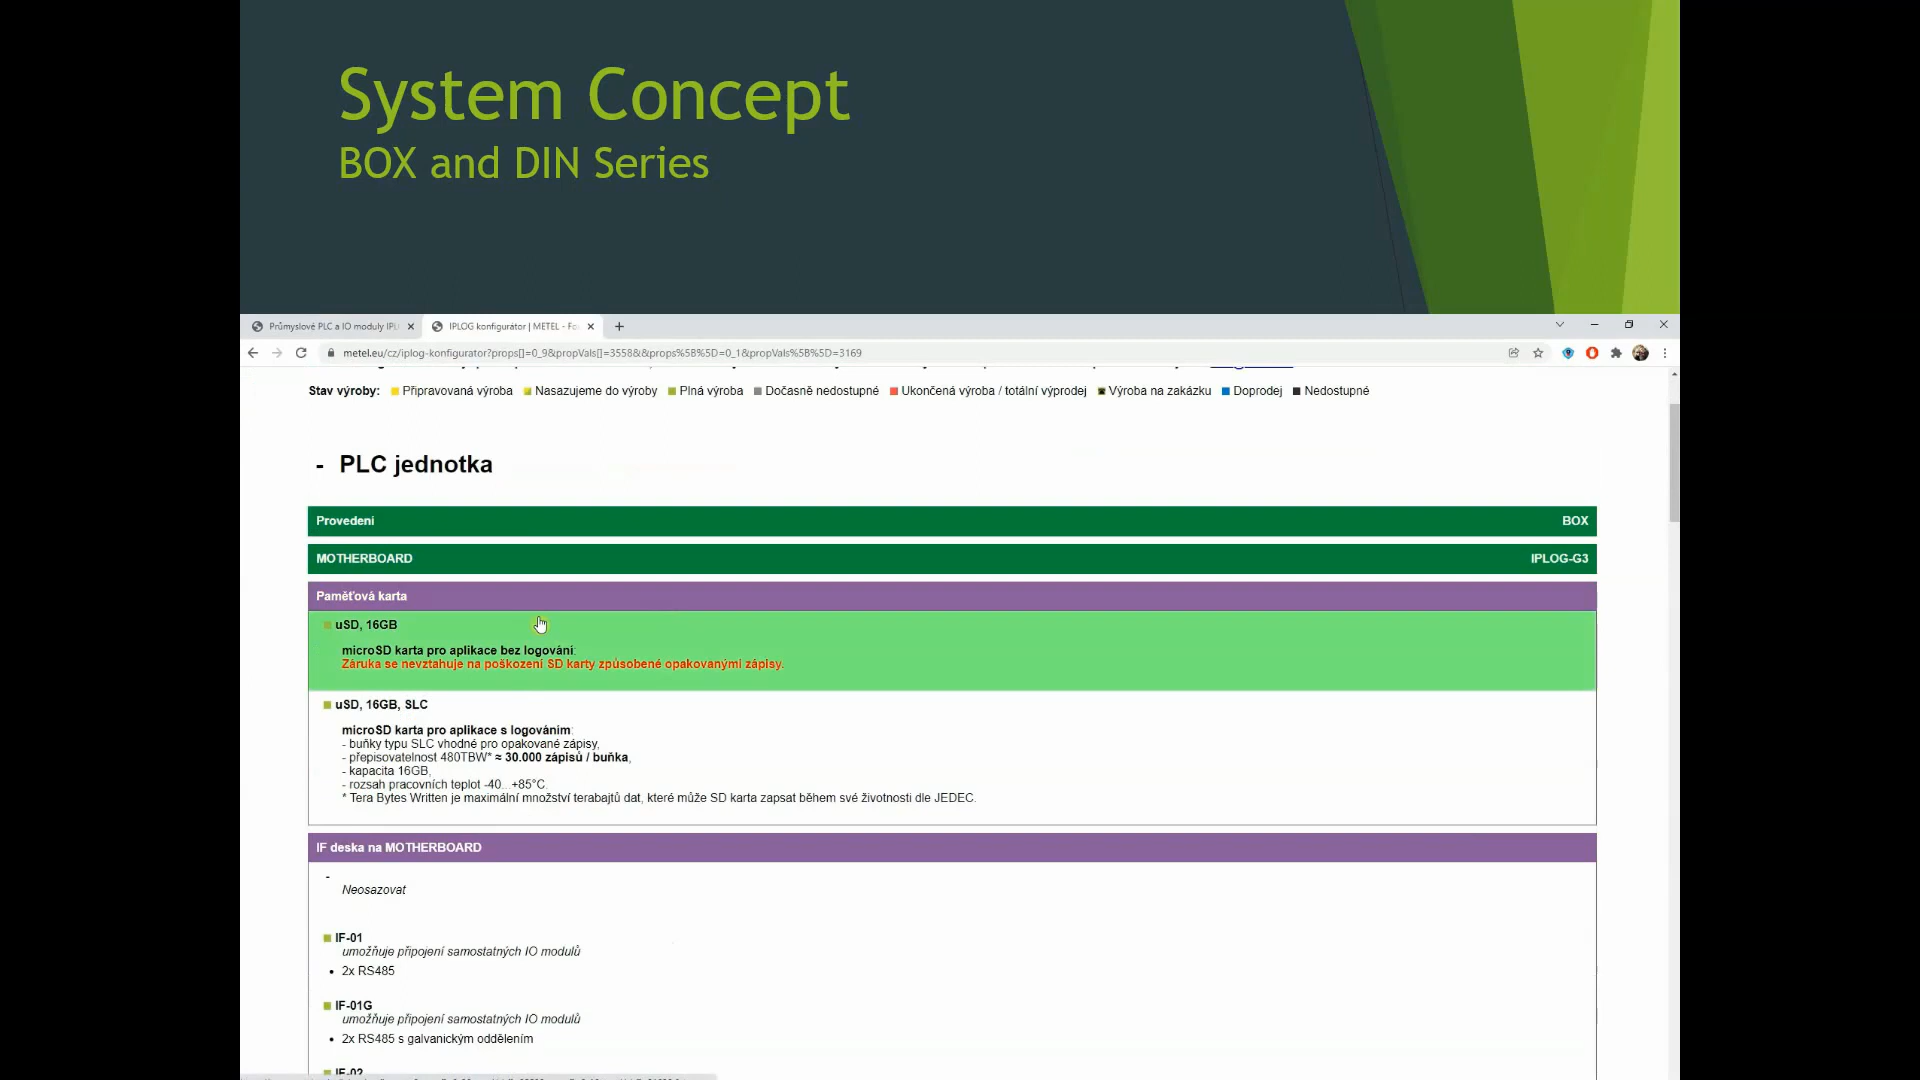 System Concept
BOX and DIN Series
Průmyslové PLC a IO moduly IPL
IPLOG konfigurátor | METEL - Fo
metel.eu/cz/iplog-konfigurator?props[]=0_9&propVals[]=3558&&props%5B%5D=0_1&propVals%5B%5D=3169
Stav výroby: Připravovaná výroba Nasazujeme do výroby Plná výroba Dočasně nedostupné Ukončená výroba / totální výprodej Výroba na zakázku Doprodej Nedostupné
- PLC jednotka
Provedení BOX
MOTHERBOARD IPLOG-G3
Paměťová karta
uSD, 16GB
microSD karta pro aplikace bez logování:
Záruka se nevztahuje na poškození SD karty způsobené opakovanými zápisy.
uSD, 16GB, SLC
microSD karta pro aplikace s logováním:
- buňky typu SLC vhodné pro opakované zápisy,
- přepisovatelnost 480TBW* ≈ 30.000 zápisů / buňka,
- kapacita 16GB,
- rozsah pracovních teplot -40...+85°C.
* Tera Bytes Written je maximální množství terabajtů dat, které může SD karta zapsat během své životnosti dle JEDEC.
IF deska na MOTHERBOARD
-
Neosazovat
IF-01
umožňuje připojení samostatných IO modulů
• 2x RS485
IF-01G
umožňuje připojení samostatných IO modulů
• 2x RS485 s galvanickým oddělením
IF-02